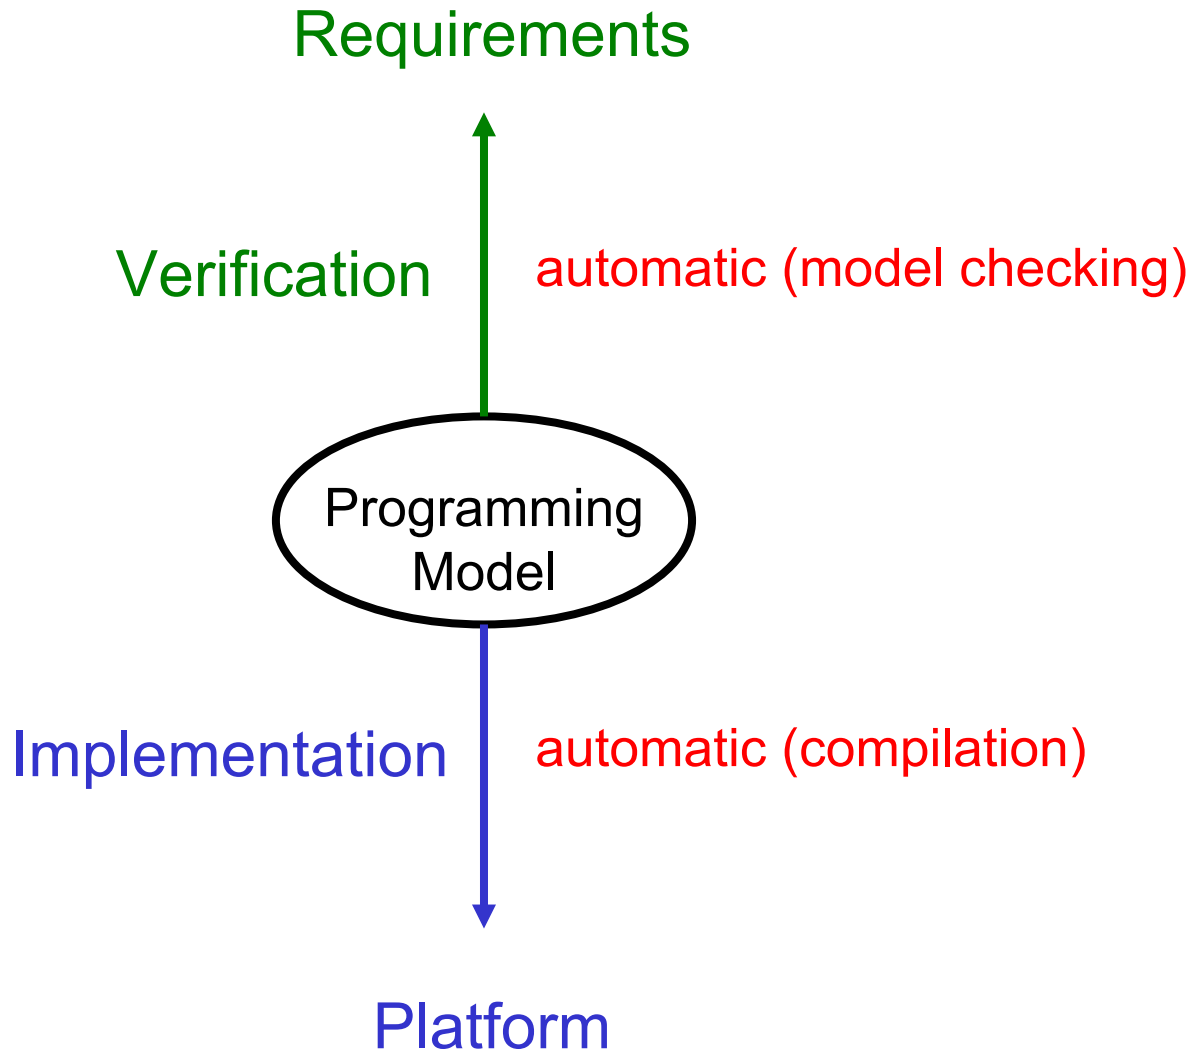 Requirements
Verification
automatic (model checking)
Programming
Model
Implementation
automatic (compilation)
Platform